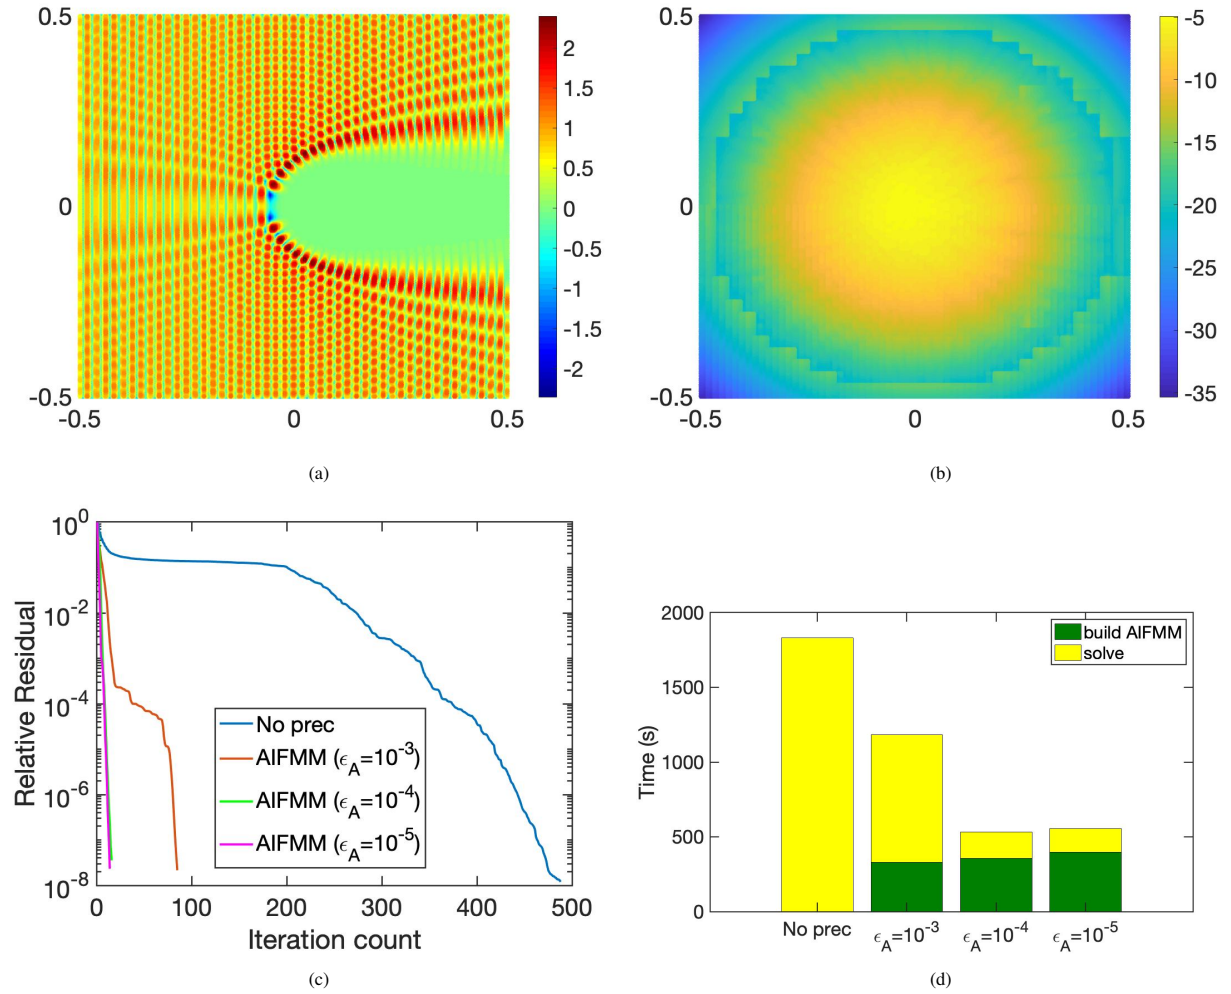 0.5
0
-0.5
-0.5
0
0.5
2
1.5
1
0.5
0
-0.5
-1
-1.5
-2
(a)
0.5
0
-0.5
-0.5
0
0.5
-5
-10
-15
-20
-25
-30
-35
(b)
10^0
10^-2
10^-4
10^-6
10^-8
Relative Residual
0 100 200 300 400 500
Iteration count
No prec
AIFMM (ϵ_A=10^-3)
AIFMM (ϵ_A=10^-4)
AIFMM (ϵ_A=10^-5)
(c)
2000
1500
1000
500
0
Time (s)
build AIFMM
solve
No prec ϵ_A=10^-3 ϵ_A=10^-4 ϵ_A=10^-5
(d)